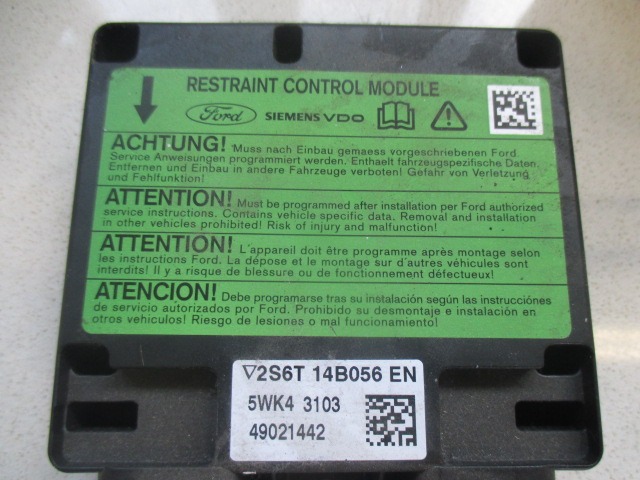 RESTRAINT CONTROL MODULE
Ford SIEMENS VDO
ACHTUNG! Muss nach Einbau gemaess vorgeschriebenen Ford
Service Anweisungen programmiert werden. Enthaelt fahrzeugspezifische Daten.
Entfernen und Einbau in andere Fahrzeuge verboten! Gefahr von Verletzung
und Fehlfunktion!
ATTENTION! Must be programmed after installation per Ford authorized
service instructions. Contains vehicle specific data. Removal and installation
in other vehicles prohibited! Risk of injury and malfunction!
ATTENTION! L'appareil doit être programme après montage selon
les instructions Ford. La dépose et le montage sur d'autres véhicules sont
interdits! Il y a risque de blessure ou de fonctionnement défectueux!
ATENCION! Debe programarse tras su instalación según las instrucciónes
de servicio autorizados por Ford. Prohibido su desmontaje e instalación en
otros vehiculos! Riesgo de lesiones o mal funcionamiento!
▽2S6T 14B056 EN
5WK4 3103
49021442